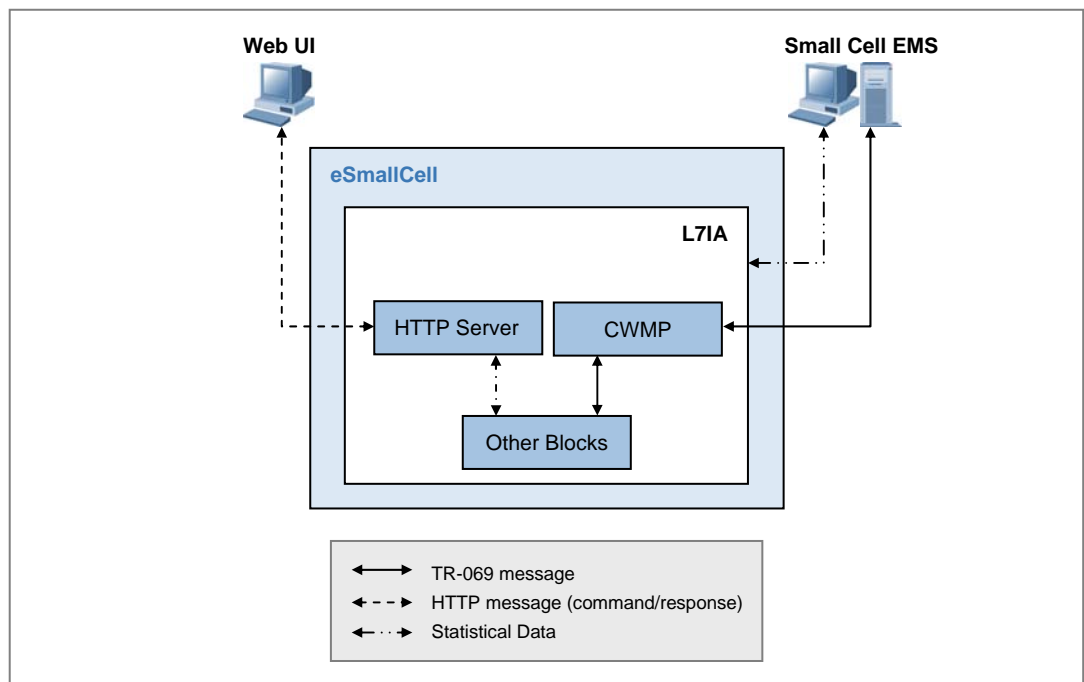 Web UI
Small Cell EMS
eSmallCell
L7IA
HTTP Server
CWMP
Other Blocks
TR-069 message
HTTP message (command/response)
Statistical Data